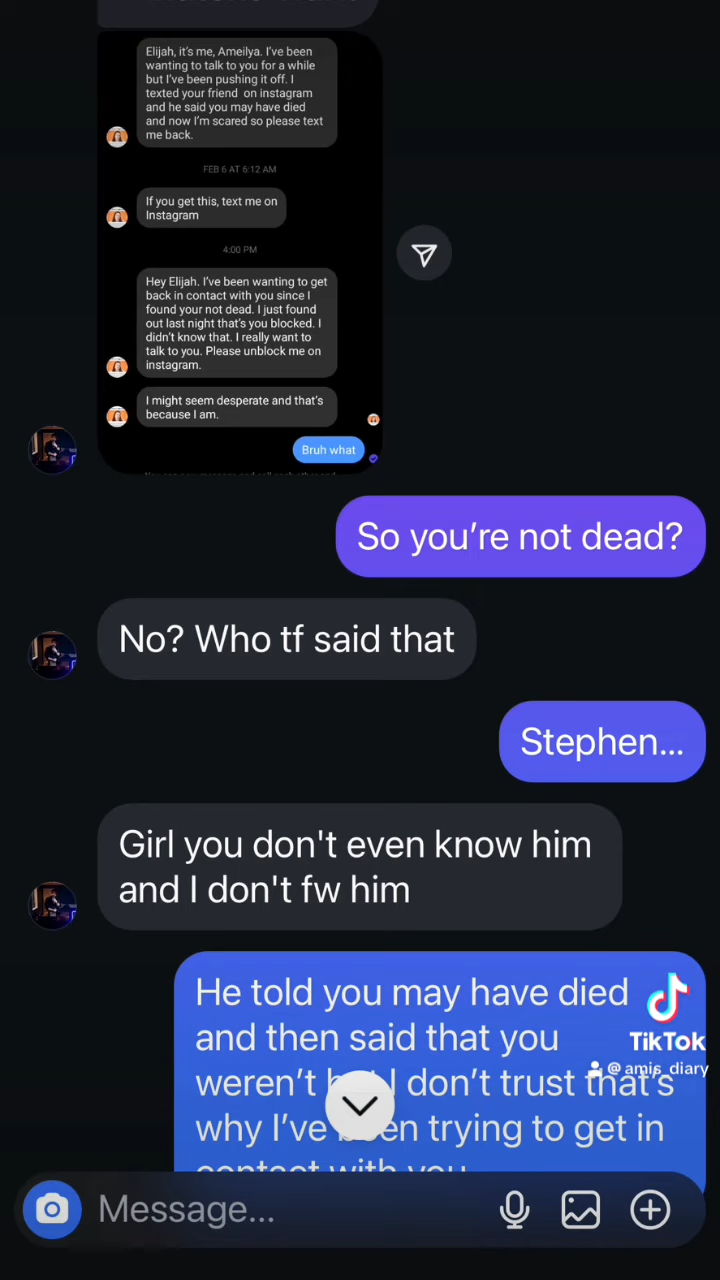 Elijah, it's me, Ameilya. I've been
wanting to talk to you for a while
but I've been pushing it off. I
texted your friend on instagram
and he said you may have died
and now I'm scared so please text
me back.
FEB 6 AT 6:12 AM
If you get this, text me on
Instagram
4:00 PM
Hey Elijah. I've been wanting to get
back in contact with you since I
found your not dead. I just found
out last night that's you blocked. I
didn't know that. I really want to
talk to you. Please unblock me on
instagram.
I might seem desperate and that's
because I am.
Bruh what
So you're not dead?
No? Who tf said that
Stephen...
Girl you don't even know him
and I don't fw him
He told you may have died
and then said that you
weren't I don't trust that's
why I've trying to get in
contact with you
TikTok
@amis_diary
Message...